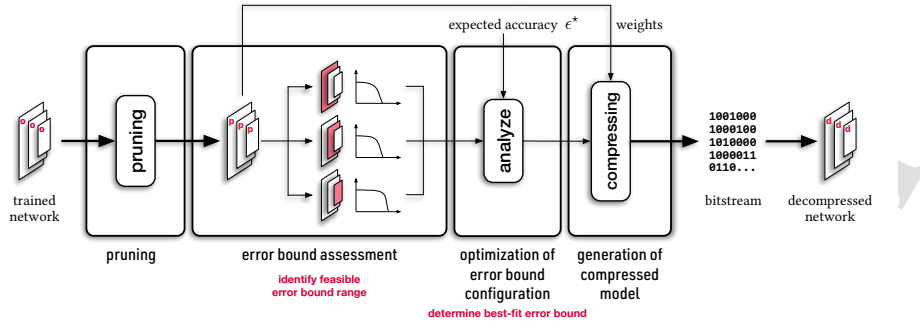 expected accuracy ϵ*
weights
o o o
pruning
p p p
analyze
compressing
1001000
1000100
1010000
1000011
0110...
d d d
trained
network
bitstream
decompressed
network
pruning
error bound assessment
identify feasible
error bound range
optimization of
error bound
configuration
determine best-fit error bound
generation of
compressed
model